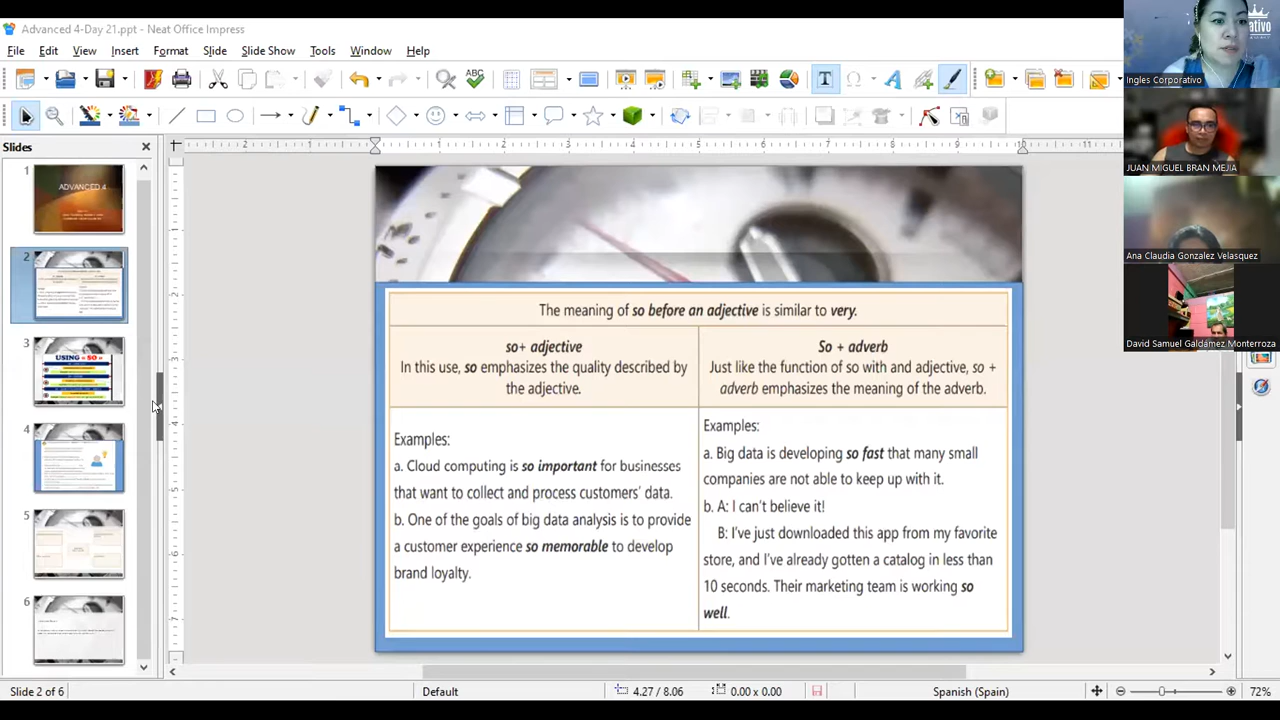 Advanced 4-Day 21.ppt - Neat Office Impress
File Edit View Insert Format Slide Slide Show Tools Window Help
Slides
1
ADVANCED 4
2
3
USING "SO"
4
5
6
The meaning of so before an adjective is similar to very.
so+ adjective
In this use, so emphasizes the quality described by
the adjective.
Examples:
a. Cloud computing is so important for businesses
that want to collect and process customers' data.
b. One of the goals of big data analysis is to provide
a customer experience so memorable to develop
brand loyalty.
So + adverb
Just like the function of so with and adjective, so +
adverb emphasizes the meaning of the adverb.
Examples:
a. Big data is developing so fast that many small
companies are not able to keep up with it.
b. A: I can't believe it!
B: I've just downloaded this app from my favorite
store, and I've already gotten a catalog in less than
10 seconds. Their marketing team is working so
well.
Ingles Corporativo
JUAN MIGUEL BRAN MEJIA
Ana Claudia Gonzalez Velasquez
David Samuel Galdámez Monterroza
Slide 2 of 6
Default
4.27 / 8.06
0.00 x 0.00
Spanish (Spain)
72%